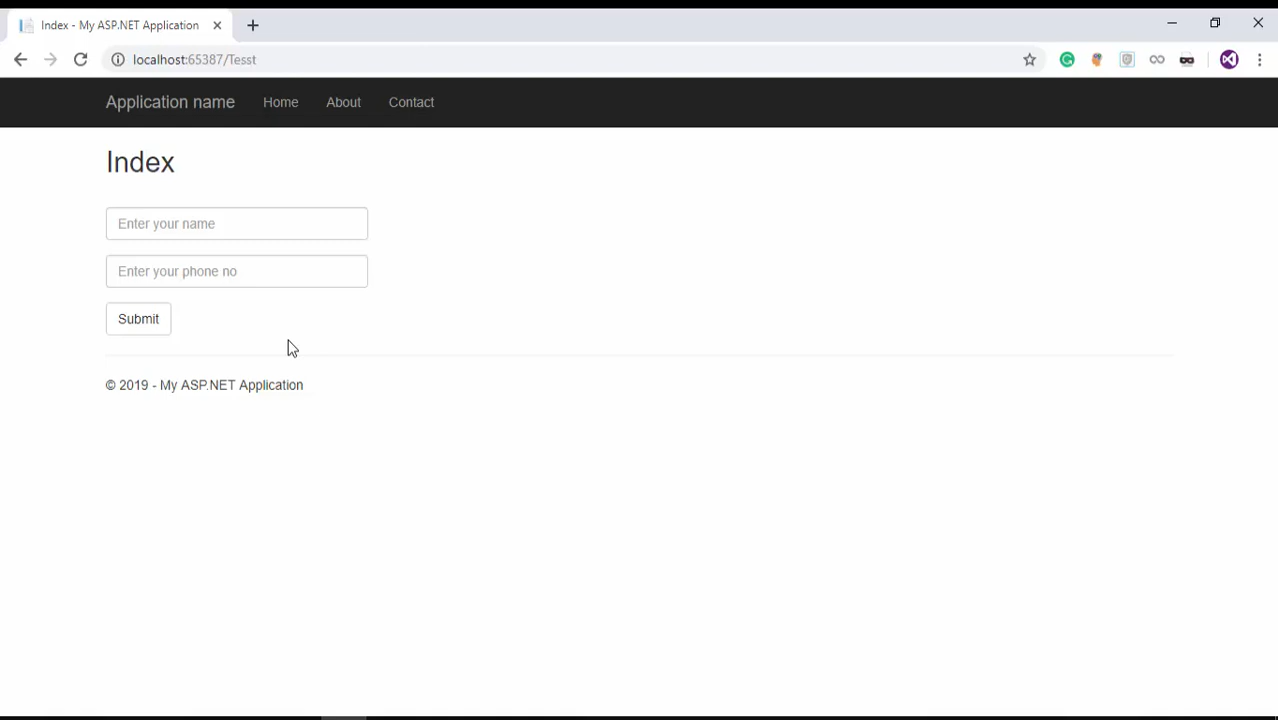 Index - My ASP.NET Application
localhost:65387/Tesst
Application name Home About Contact
Index
Enter your name
Enter your phone no
Submit
© 2019 - My ASP.NET Application